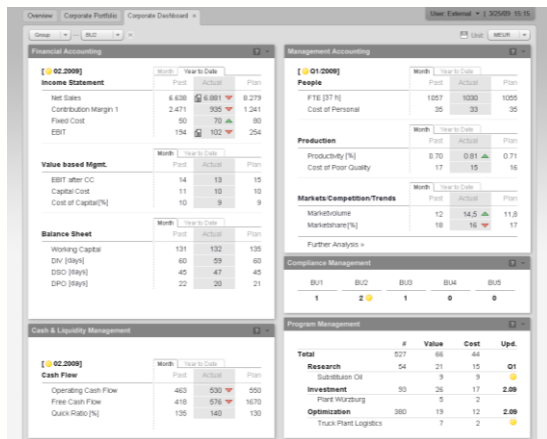 Overview Corporate Portfolio Corporate Dashboard × User: External 3/25/09 15:15
Group BU2 Unit: MEUR
Financial Accounting
[ 02.2009] Month Year to Date
Income Statement Past Actual Plan
Net Sales 6.638 6.881 8.279
Contribution Margin 1 2.471 935 1.241
Fixed Cost 50 70 80
EBIT 194 102 254
Month Year to Date
Value based Mgmt. Past Actual Plan
EBIT after CC 14 13 15
Capital Cost 11 10 10
Cost of Capital[%] 10 9 9
Month Year to Date
Balance Sheet Past Actual Plan
Working Capital 131 132 135
DIV [days] 60 59 60
DSO [days] 45 47 45
DPO [days] 22 20 21
Cash & Liquidity Management
[ 02.2009] Month Year to Date
Cash Flow Past Actual Plan
Operating Cash Flow 463 530 550
Free Cash Flow 418 576 1670
Quick Ratio [%] 135 140 130
Management Accounting
[ Q1/2009] Month Year to Date
People Past Actual Plan
FTE [37 h] 1857 1030 1055
Cost of Personal 35 33 35
Month Year to Date
Production Past Actual Plan
Productivity [%] 0.70 0.81 0.71
Cost of Poor Quality 17 15 16
Month Year to Date
Markets/Competition/Trends Past Actual Plan
Marketvolume 12 14,5 11,8
Marketshare[%] 18 16 17
Further Analysis »
Compliance Management
BU1 BU2 BU3 BU4 BU5
1 2 1 0 0
Program Management
# Value Cost Upd.
Total 527 66 44
Research 54 21 15 Q1
Substitution Oil 9 9
Investment 93 26 17 2.09
Plant Würzburg 5 2
Optimization 380 19 12 2.09
Truck Plant Logistics 7 2